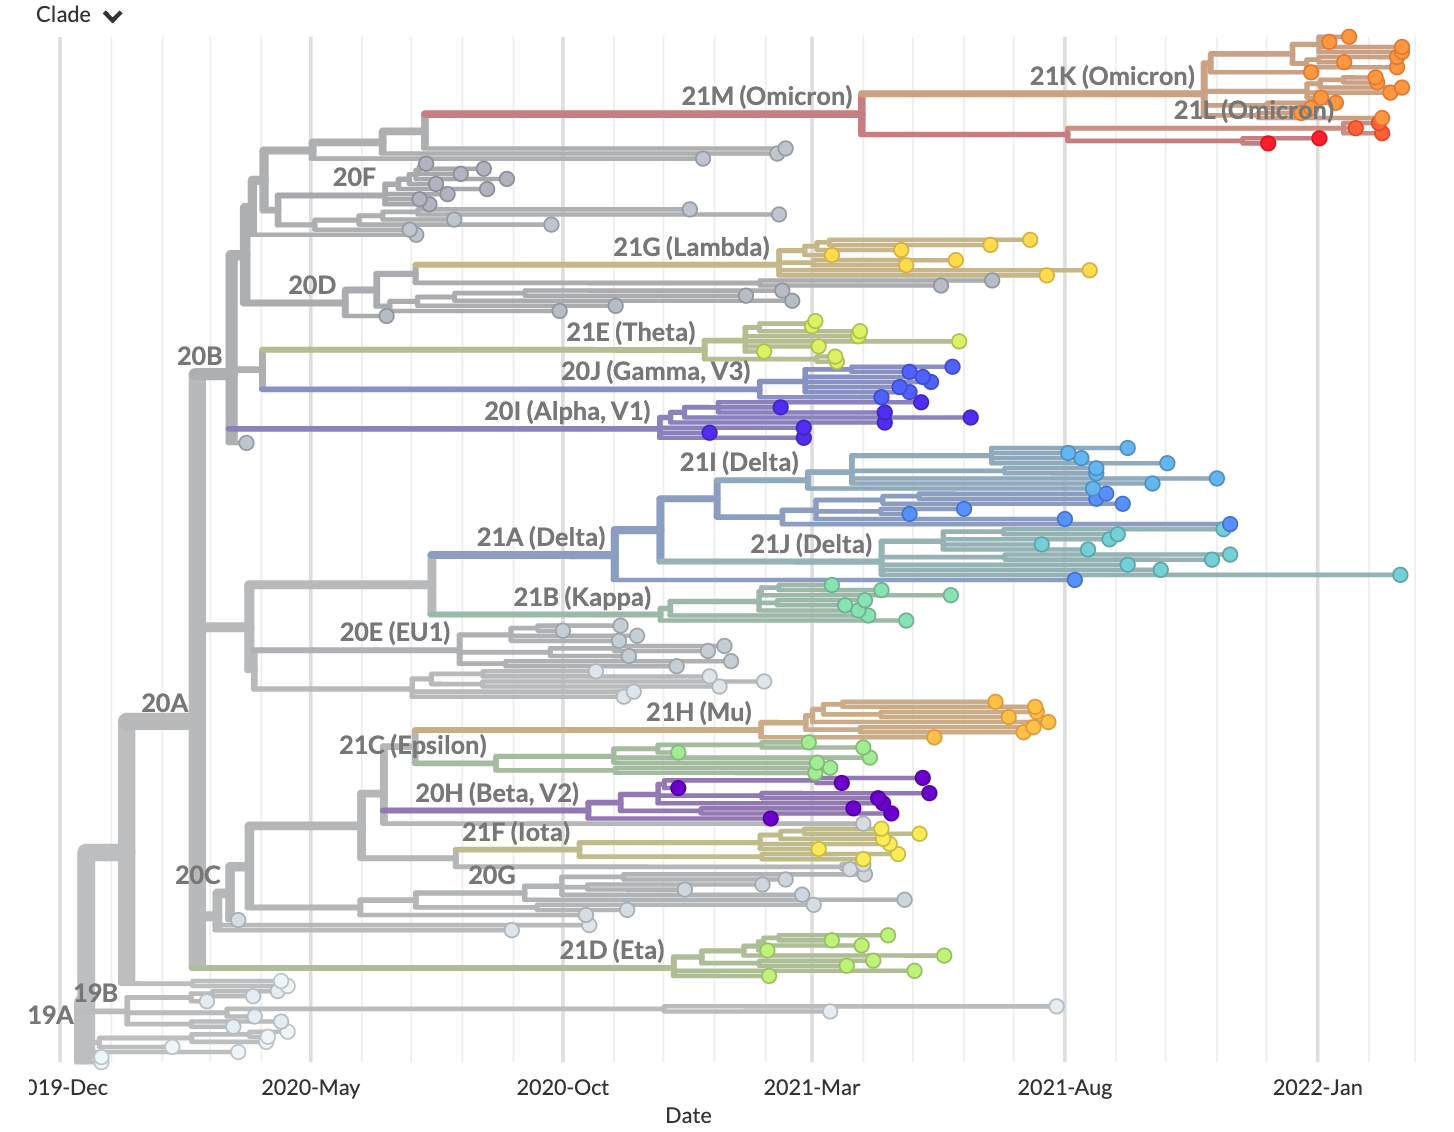 Clade
21K (Omicron)
21M (Omicron)
21L (Omicron)
20F
21G (Lambda)
20D
21E (Theta)
20B
20J (Gamma, V3)
20I (Alpha, V1)
21I (Delta)
21A (Delta)
21J (Delta)
21B (Kappa)
20E (EU1)
20A
21H (Mu)
21C (Epsilon)
20H (Beta, V2)
21F (Iota)
20C
20G
21D (Eta)
19B
19A
019-Dec 2020-May 2020-Oct 2021-Mar 2021-Aug 2022-Jan
Date